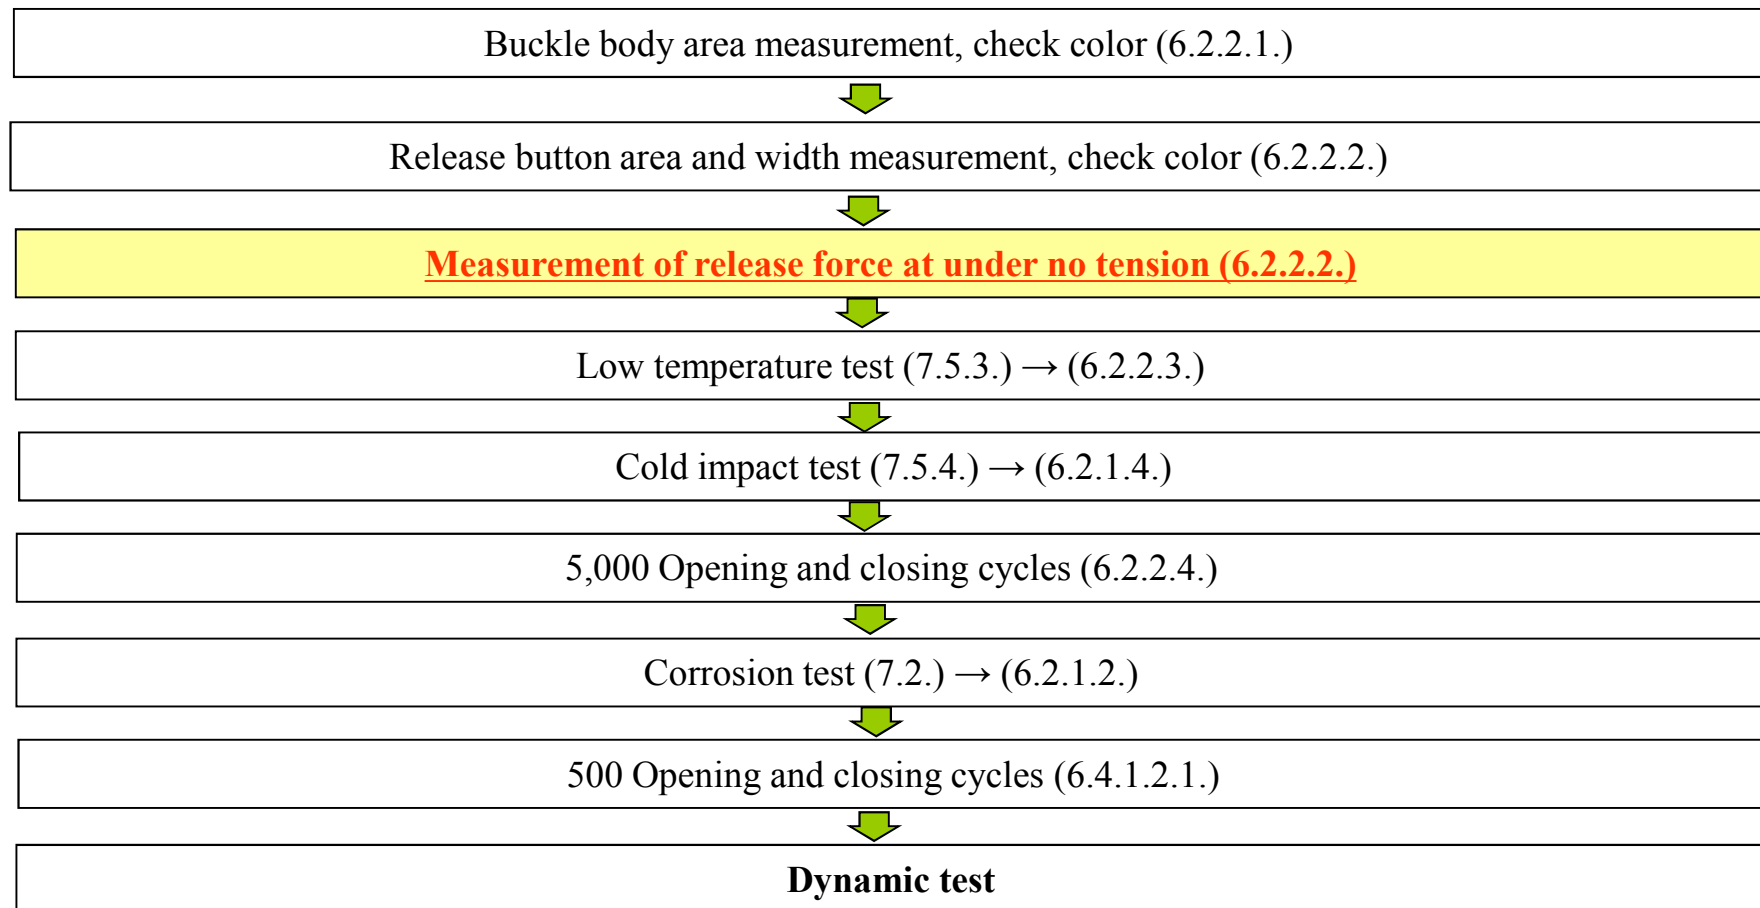 Buckle body area measurement, check color (6.2.2.1.)
Release button area and width measurement, check color (6.2.2.2.)
Measurement of release force at under no tension (6.2.2.2.)
Low temperature test (7.5.3.) → (6.2.2.3.)
Cold impact test (7.5.4.) → (6.2.1.4.)
5,000 Opening and closing cycles (6.2.2.4.)
Corrosion test (7.2.) → (6.2.1.2.)
500 Opening and closing cycles (6.4.1.2.1.)
Dynamic test